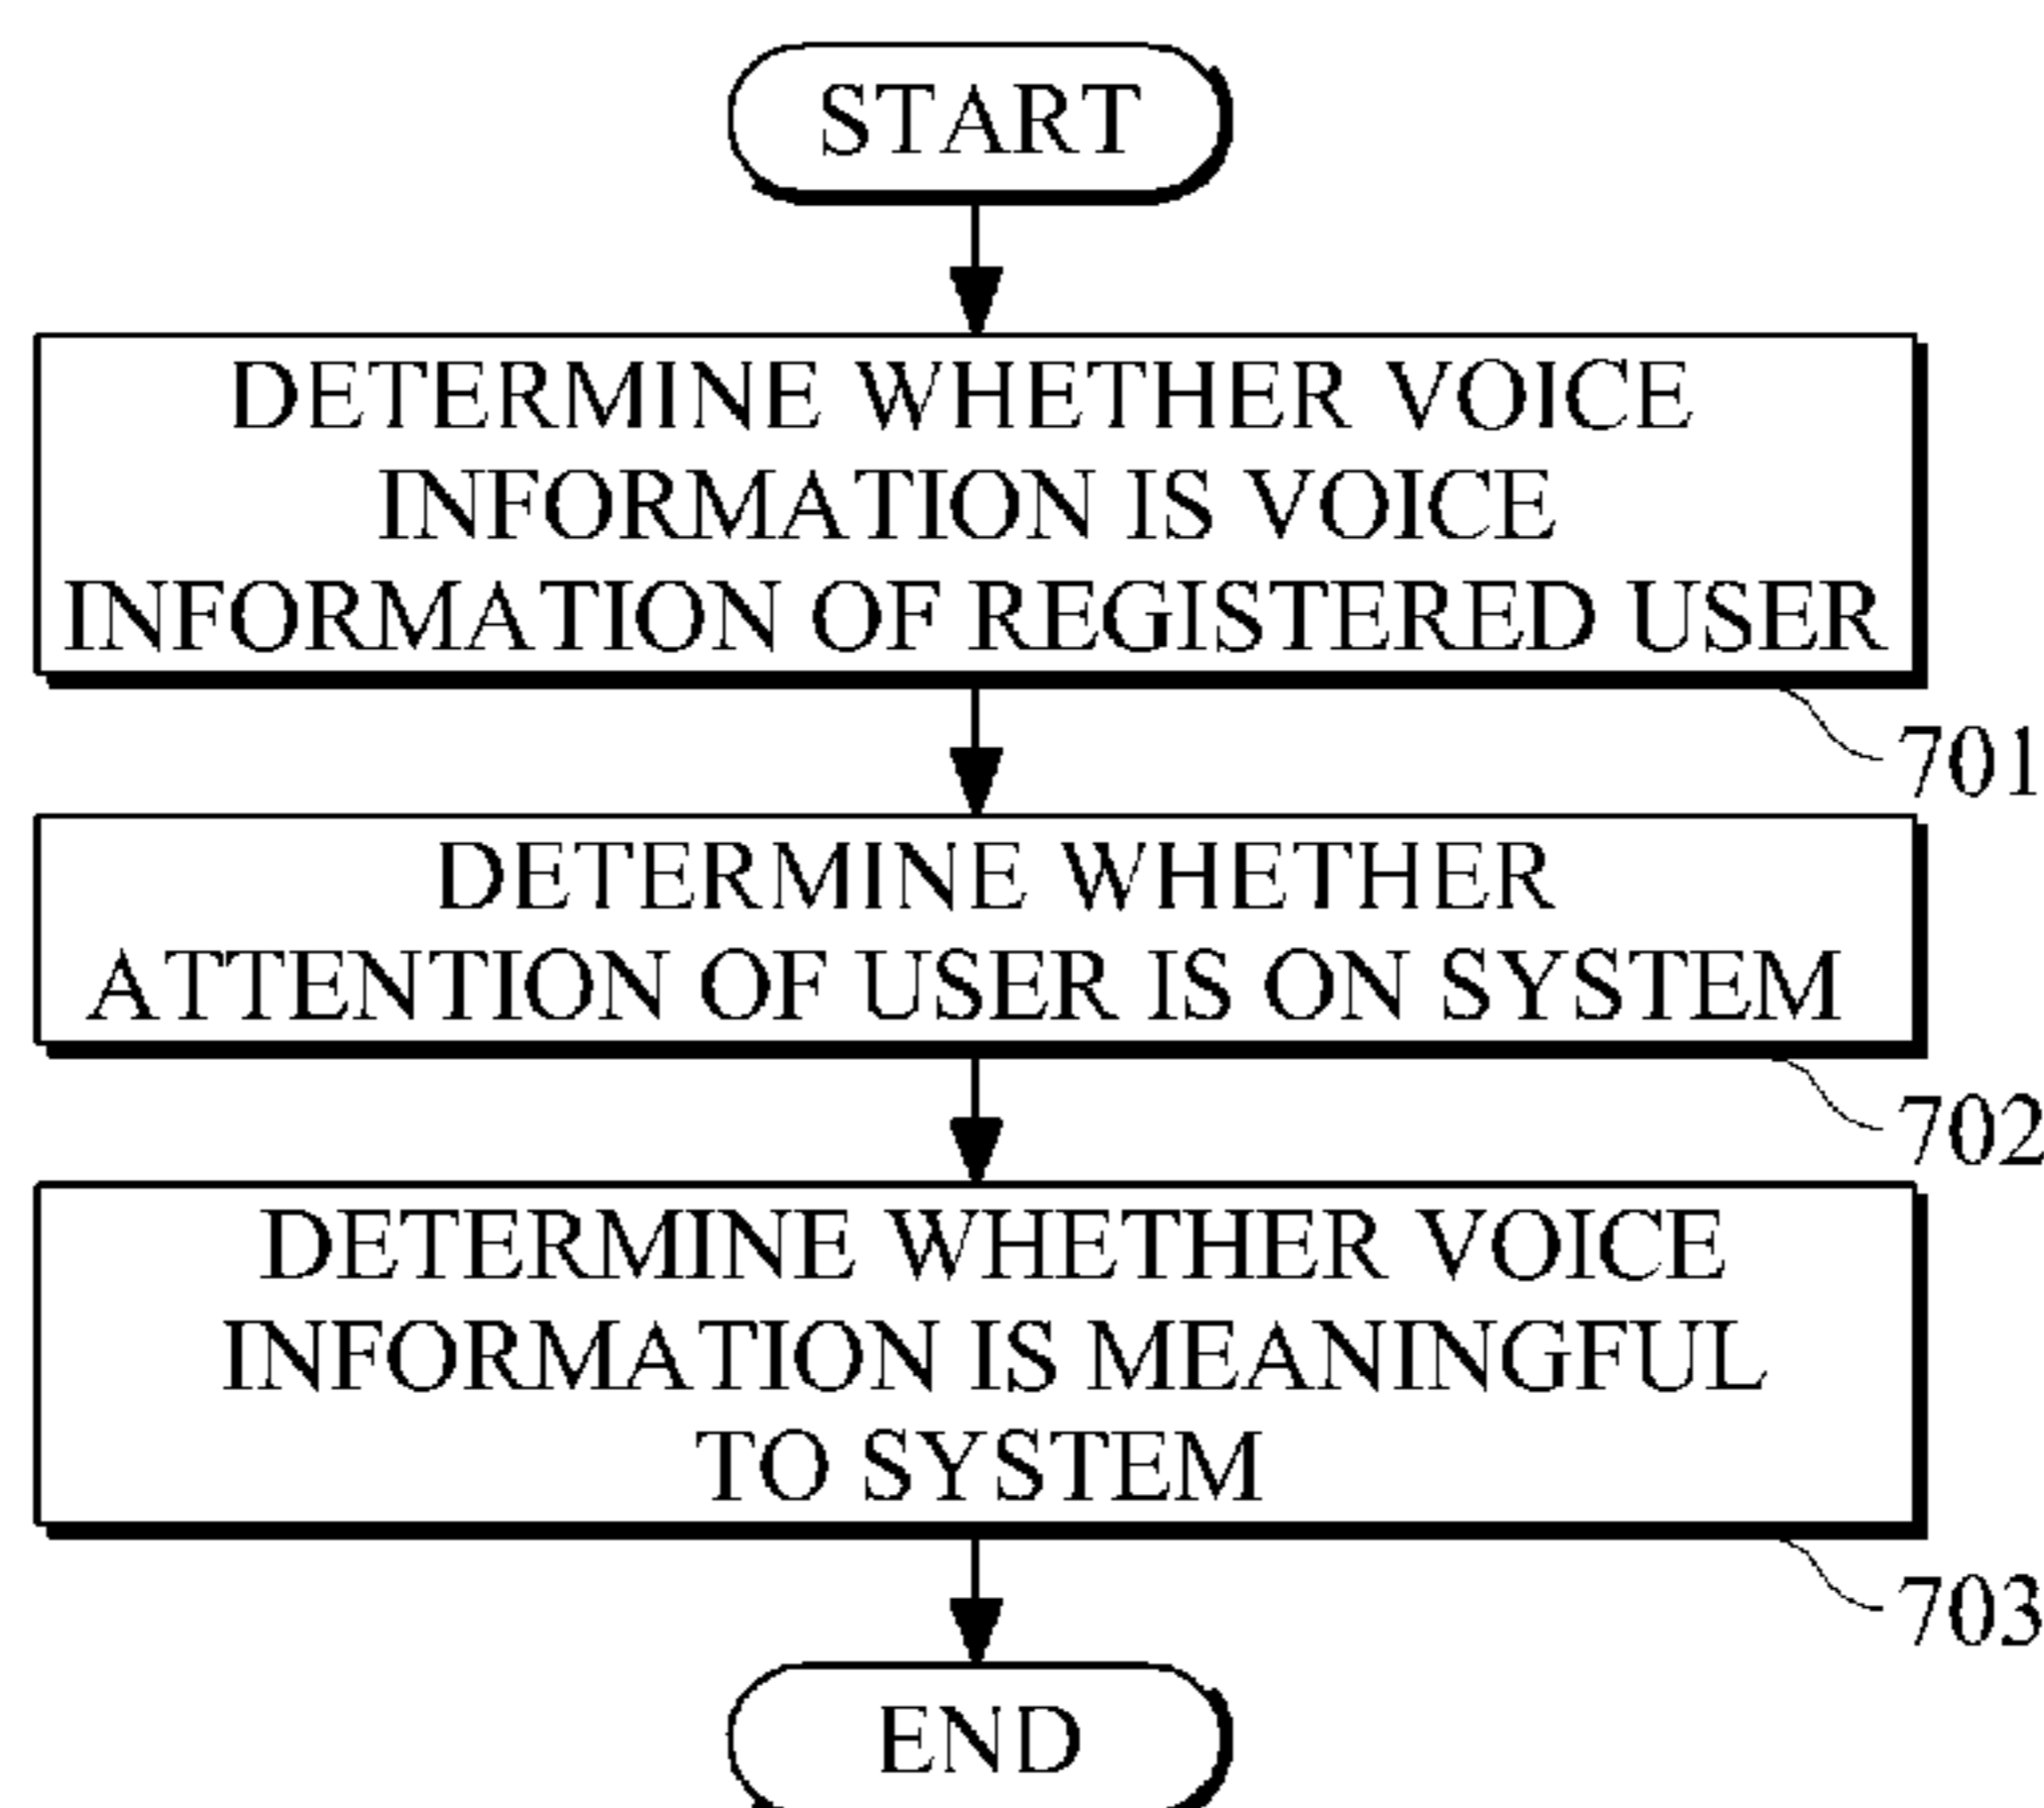 START
DETERMINE WHETHER VOICE
INFORMATION IS VOICE
INFORMATION OF REGISTERED USER
701
DETERMINE WHETHER
ATTENTION OF USER IS ON SYSTEM
702
DETERMINE WHETHER VOICE
INFORMATION IS MEANINGFUL
TO SYSTEM
703
END